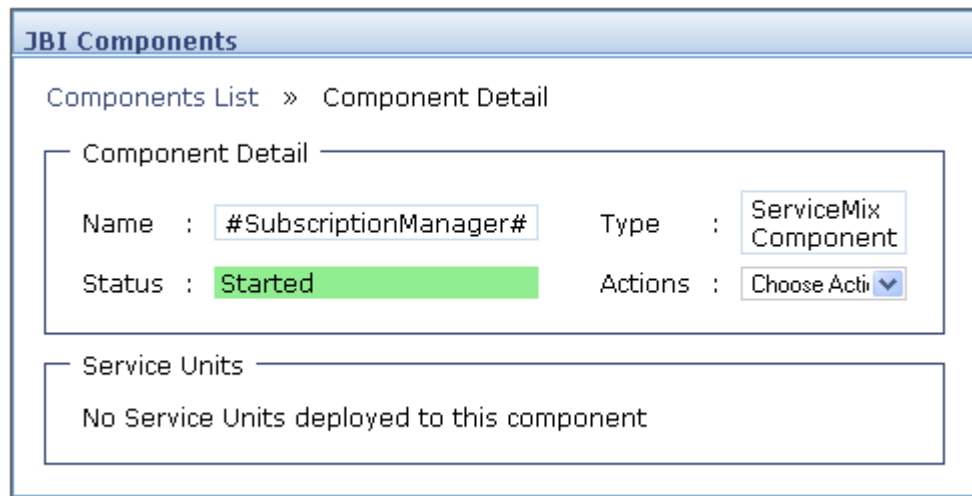 JBI Components
Components List » Component Detail
Component Detail
Name : #SubscriptionManager# Type : ServiceMix
Component
Status : Started Actions : Choose Acti
Service Units
No Service Units deployed to this component